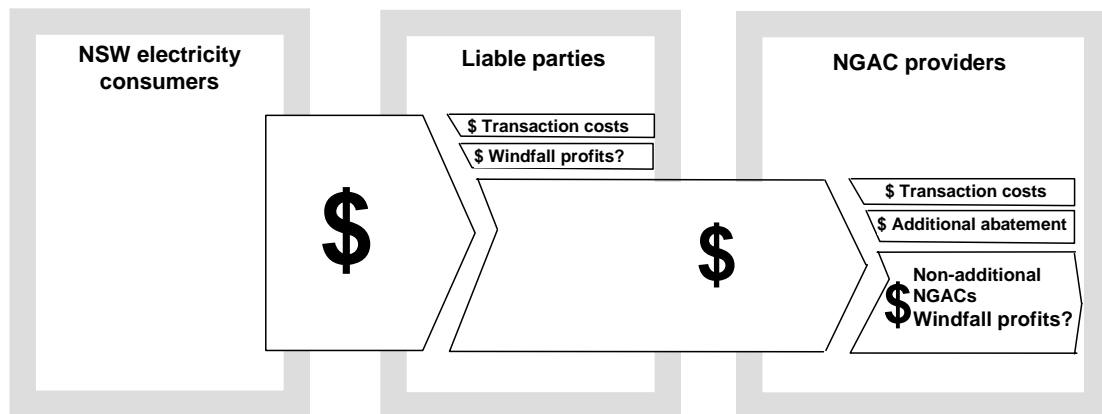 NSW electricity
consumers
Liable parties
NGAC providers
$ Transaction costs
$ Windfall profits?
$
$
$ Transaction costs
$ Additional abatement
$
Non-additional
NGACs
Windfall profits?